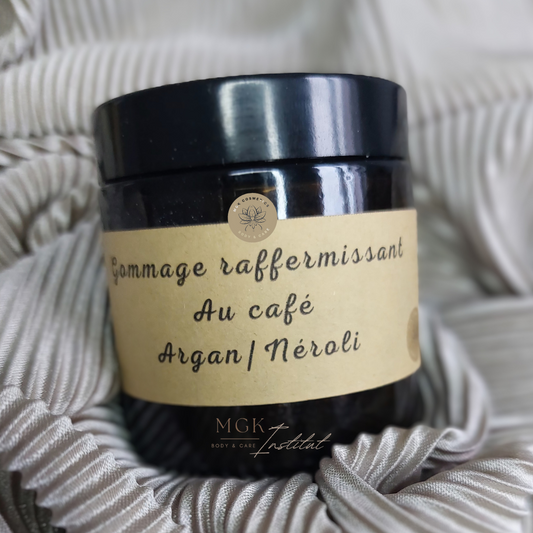 Gommage raffermissant
Au café
Argan | Néroli
MGK
BODY & CARE
Institut